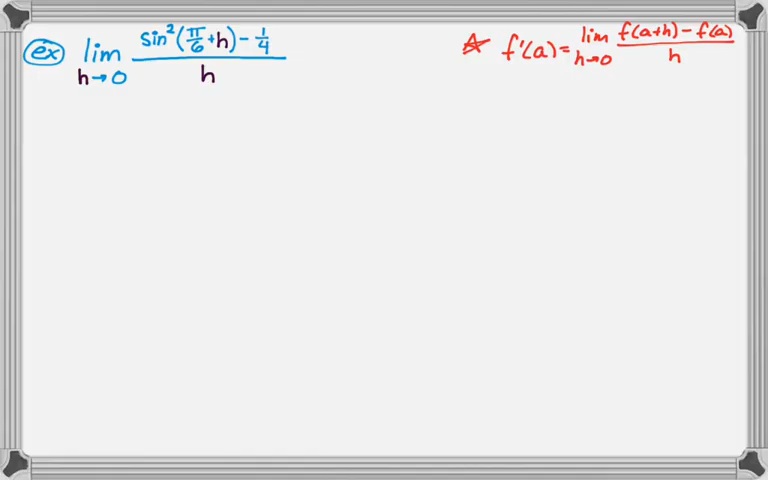 ex lim h→0 (sin²(π/6 + h) − 1/4) / h
☆ f'(a) = lim h→0 (f(a+h) − f(a)) / h